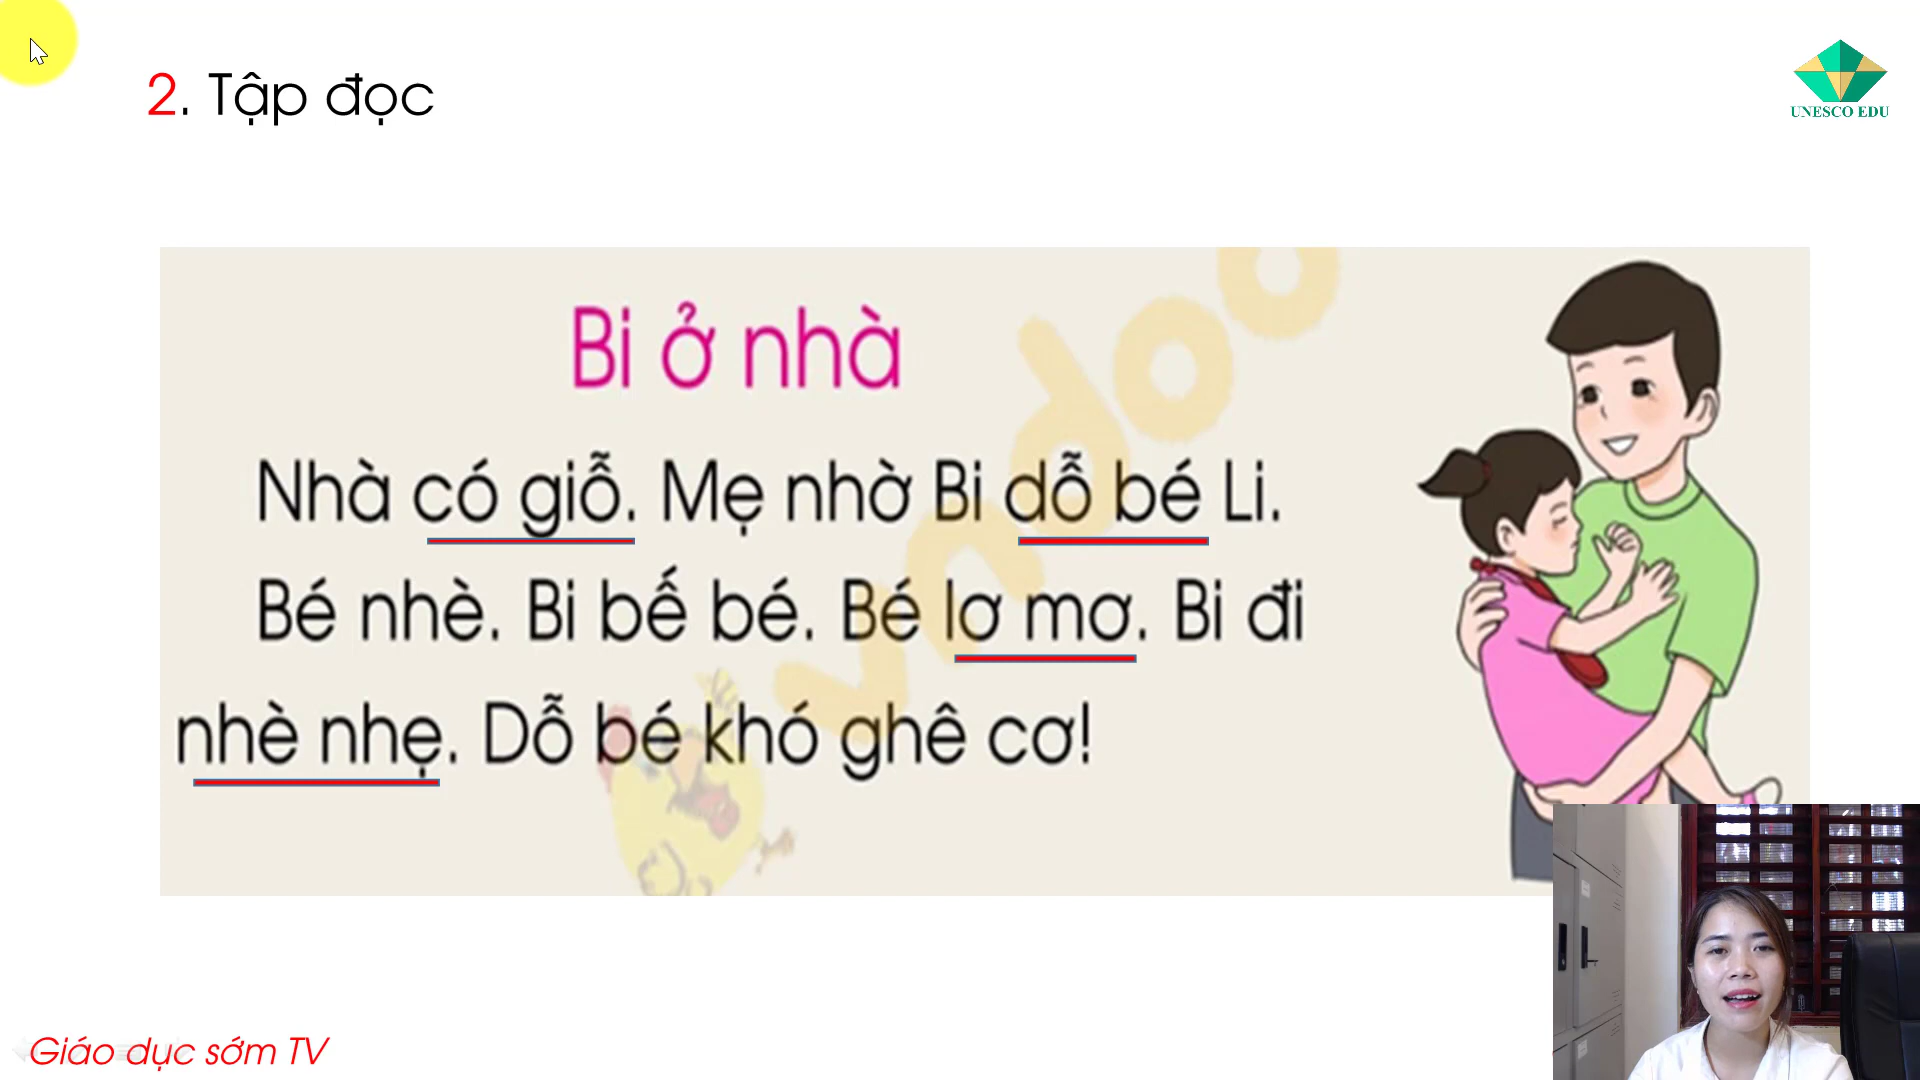 2. Tập đọc
UNESCO EDU
Bi ở nhà
Nhà có giỗ. Mẹ nhờ Bi dỗ bé Li.
Bé nhè. Bi bế bé. Bé lơ mơ. Bi đi
nhè nhẹ. Dỗ bé khó ghê cơ!
vndoo
Giáo dục sớm TV